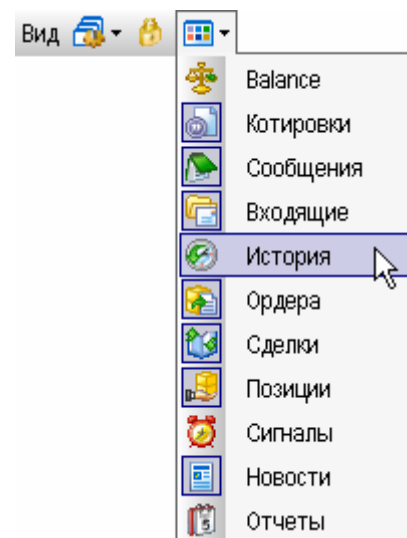 Вид
Balance
Котировки
Сообщения
Входящие
История
Ордера
Сделки
Позиции
Сигналы
Новости
Отчеты